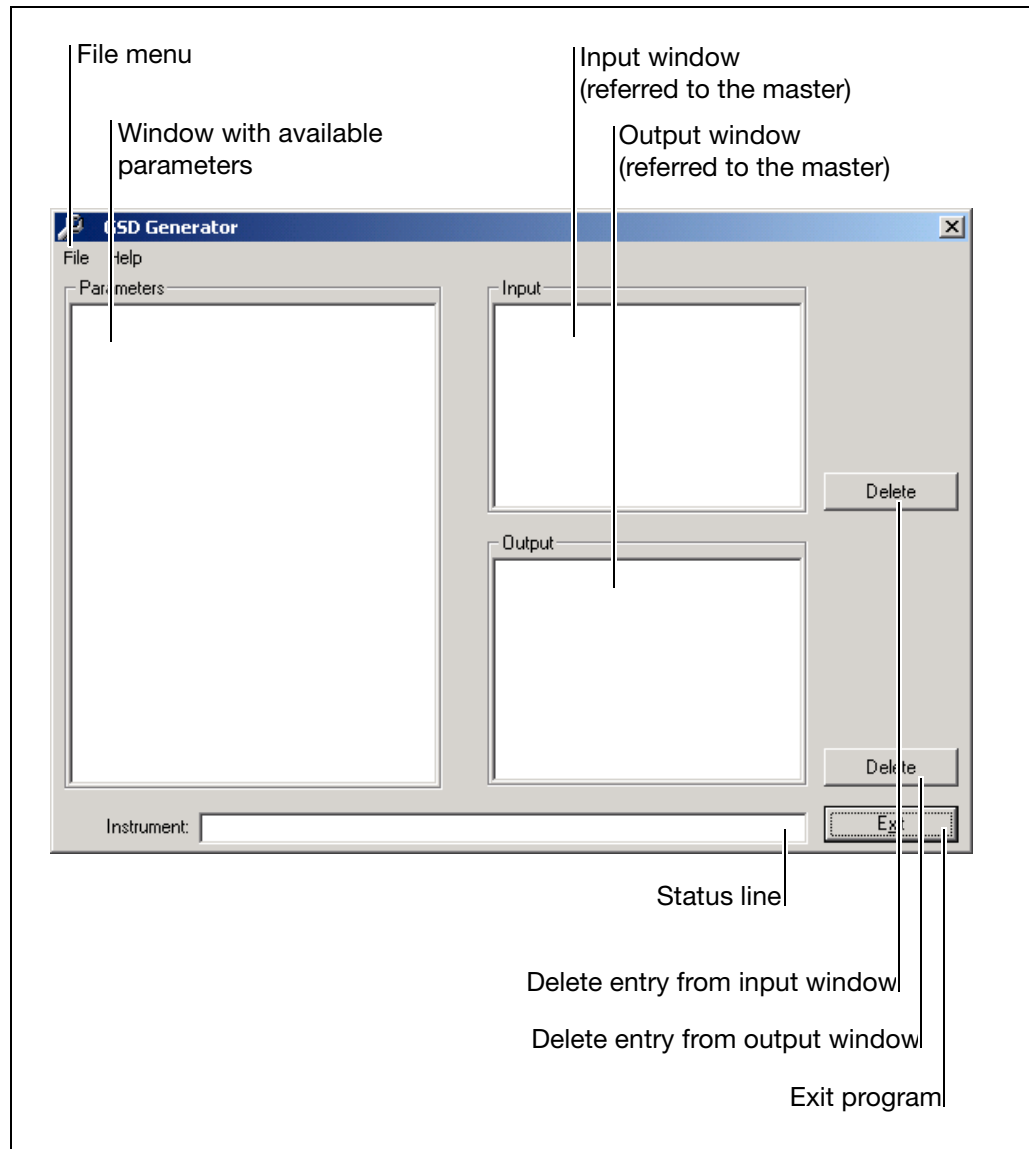 File menu
Input window
(referred to the master)
Window with available
parameters
Output window
(referred to the master)
GSD Generator
File Help
Parameters
Input
Delete
Output
Delete
Instrument:
Exit
Status line
Delete entry from input window
Delete entry from output window
Exit program